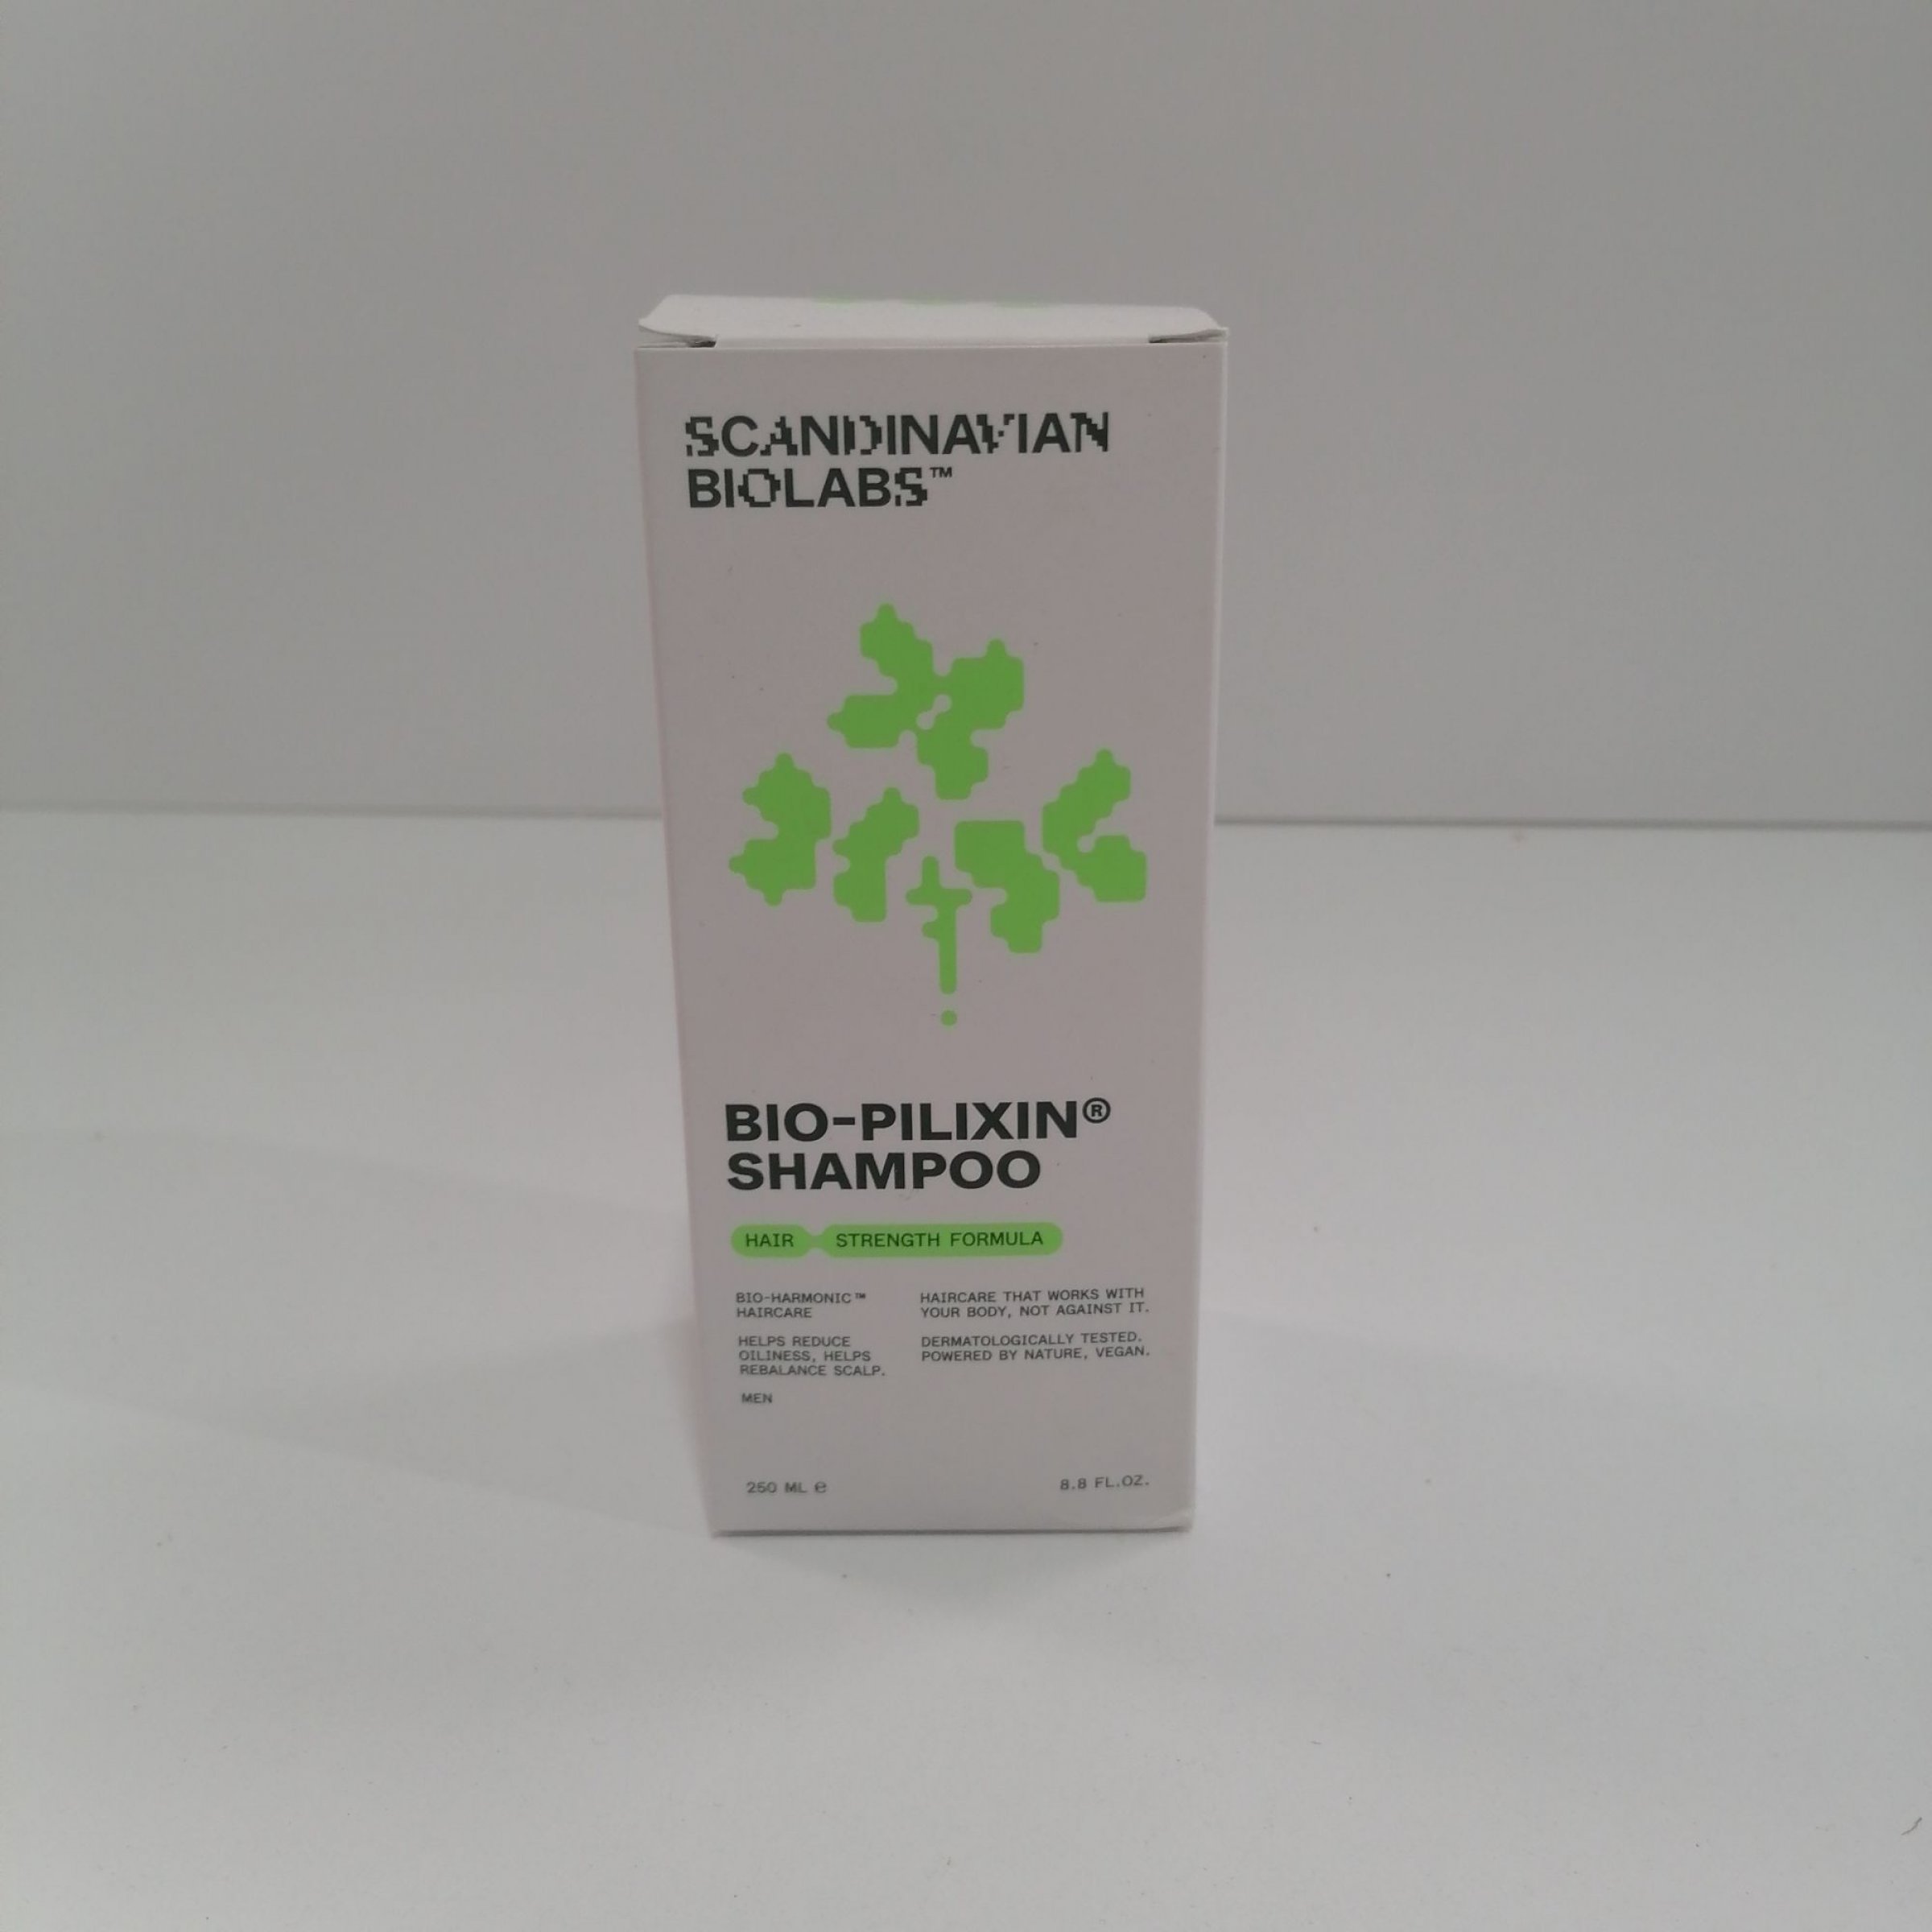 SCANDINAVIAN
BIOLABS™
BIO-PILIXIN®
SHAMPOO
HAIR STRENGTH FORMULA
BIO-HARMONIC™
HAIRCARE
HELPS REDUCE
OILINESS, HELPS
REBALANCE SCALP.
MEN
HAIRCARE THAT WORKS WITH
YOUR BODY, NOT AGAINST IT.
DERMATOLOGICALLY TESTED.
POWERED BY NATURE, VEGAN.
250 ML ℮
8.8 FL.OZ.